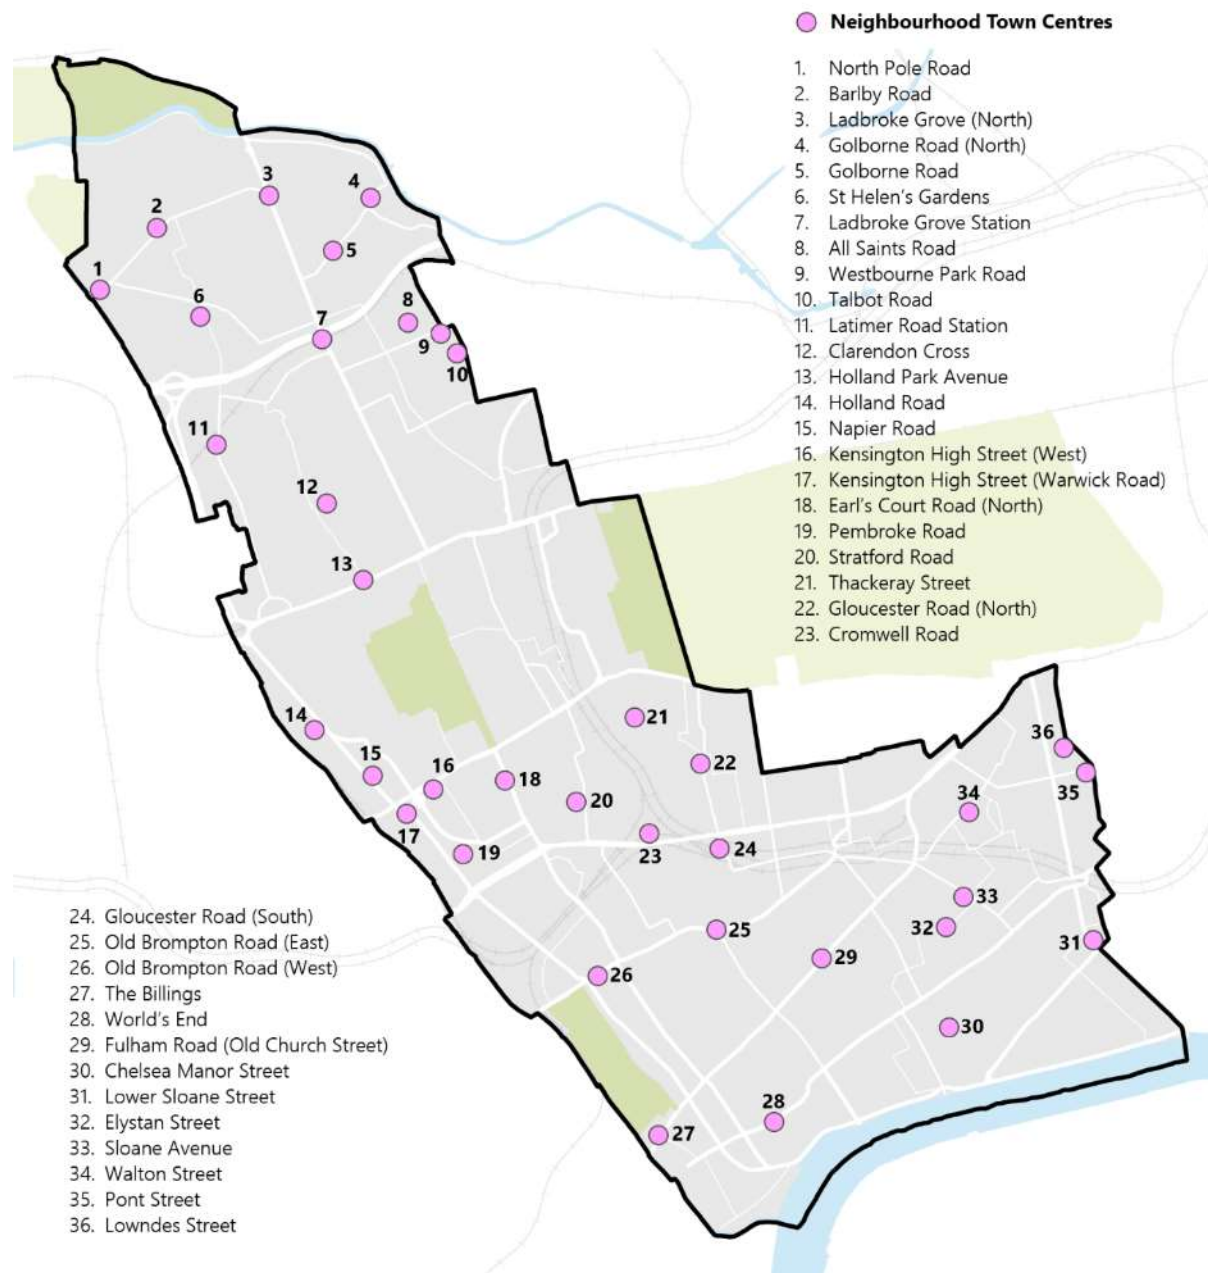 Neighbourhood Town Centres
1. North Pole Road
2. Barlby Road
3. Ladbroke Grove (North)
4. Golborne Road (North)
5. Golborne Road
6. St Helen's Gardens
7. Ladbroke Grove Station
8. All Saints Road
9. Westbourne Park Road
10. Talbot Road
11. Latimer Road Station
12. Clarendon Cross
13. Holland Park Avenue
14. Holland Road
15. Napier Road
16. Kensington High Street (West)
17. Kensington High Street (Warwick Road)
18. Earl's Court Road (North)
19. Pembroke Road
20. Stratford Road
21. Thackeray Street
22. Gloucester Road (North)
23. Cromwell Road
3
4
2
5
1
6
8
7
9
10
11
12
13
14
21
36
15
22
16
18
35
20
34
17
23
24
19
33
25
32
31
29
26
30
28
27
24. Gloucester Road (South)
25. Old Brompton Road (East)
26. Old Brompton Road (West)
27. The Billings
28. World's End
29. Fulham Road (Old Church Street)
30. Chelsea Manor Street
31. Lower Sloane Street
32. Elystan Street
33. Sloane Avenue
34. Walton Street
35. Pont Street
36. Lowndes Street